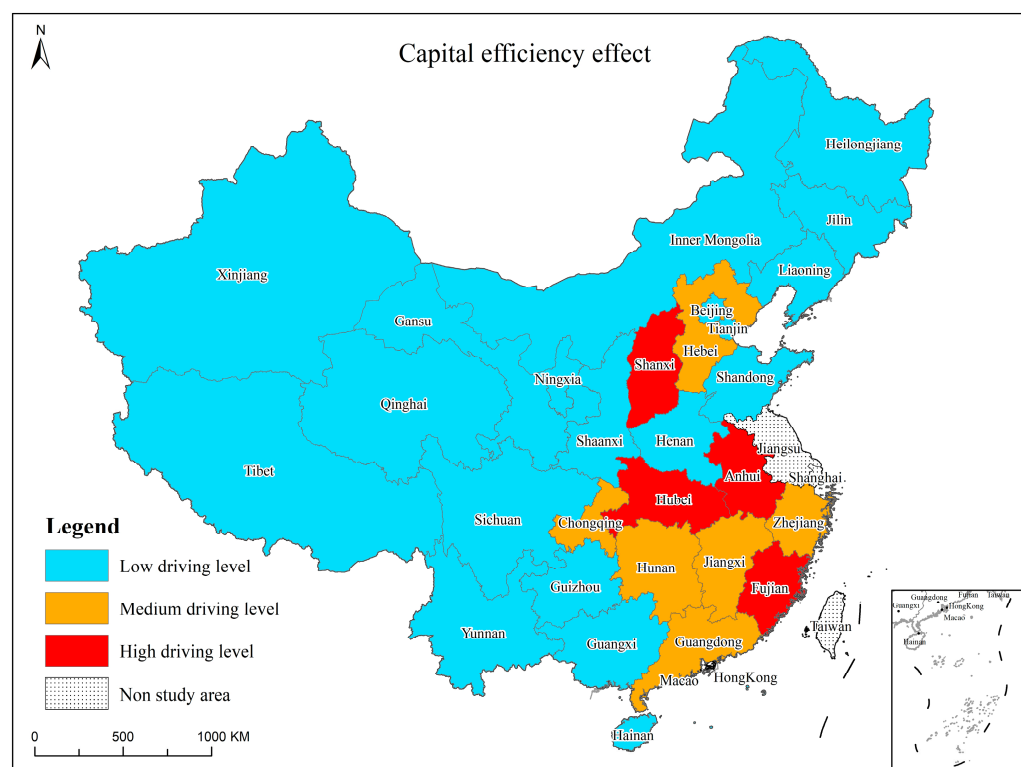 N
Capital efficiency effect
Heilongjiang
Jilin
Inner Mongolia
Liaoning
Xinjiang
Gansu
Beijing
Tianjin
Hebei
Shanxi
Shandong
Ningxia
Qinghai
Shaanxi
Henan
Jiangsu
Tibet
Anhui
Shanghai
Hubei
Sichuan
Chongqing
Zhejiang
Hunan
Jiangxi
Guizhou
Fujian
Yunnan
Guangxi
Guangdong
Taiwan
Macao
HongKong
Hainan
Legend
Low driving level
Medium driving level
High driving level
Non study area
0 500 1000 KM
Fujian
Taiwan
Guangdong
Guangxi
HongKong
Macao
Hainan